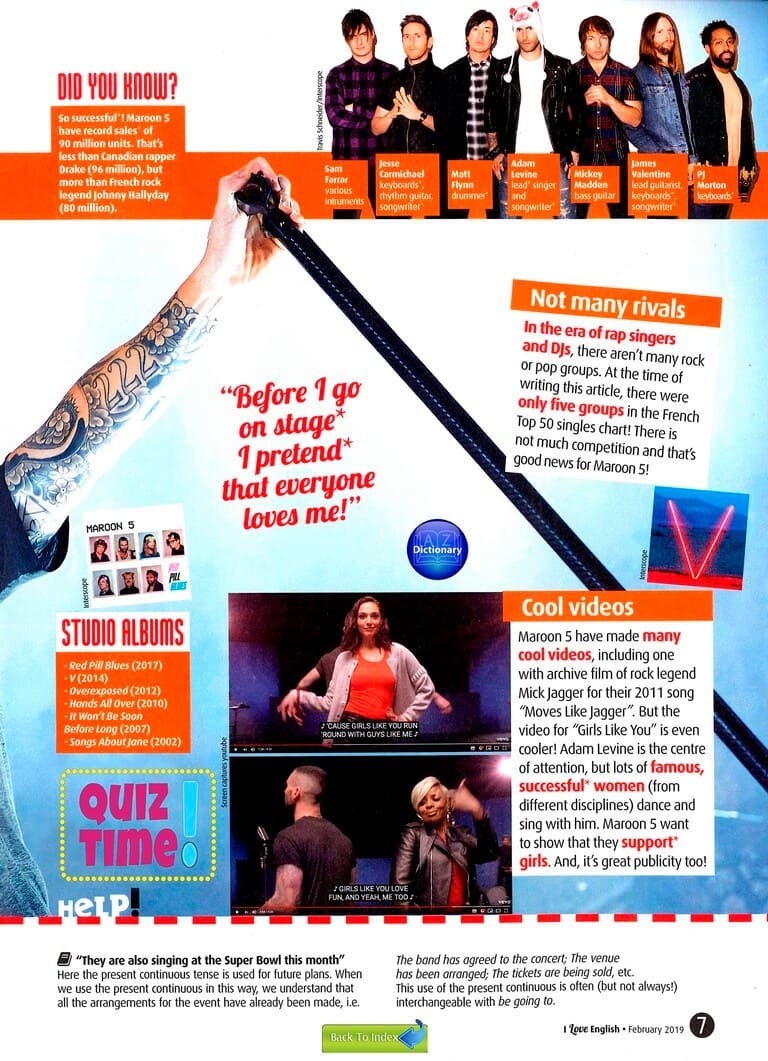 DID YOU KNOW?
So successful*! Maroon 5
have record sales* of
90 million units. That's
less than Canadian rapper
Drake (96 million), but
more than French rock
legend Johnny Hallyday
(80 million).
Travis Schneider/Interscope
Sam
Farrar
various
intruments
Jesse
Carmichael
keyboards*,
rhythm guitar,
songwriter*
Matt
Flynn
drummer*
Adam
Levine
lead* singer
and
songwriter*
Mickey
Madden
bass guitar
James
Valentine
lead guitarist,
keyboards*,
songwriter*
PJ
Morton
keyboards*
Not many rivals
In the era of rap singers
and DJs, there aren't many rock
or pop groups. At the time of
writing this article, there were
only five groups in the French
Top 50 singles chart! There is
not much competition and that's
good news for Maroon 5!
"Before I go
on stage*
I pretend*
that everyone
loves me!"
A Z
Dictionary
Interscope
MAROON 5
RED
PILL
BLUES
Interscope
STUDIO ALBUMS
- Red Pill Blues (2017)
- V (2014)
- Overexposed (2012)
- Hands All Over (2010)
- It Won't Be Soon
Before Long (2007)
- Songs About Jane (2002)
Screen captures youtube
♪ 'CAUSE GIRLS LIKE YOU RUN
'ROUND WITH GUYS LIKE ME ♪
vevo
♪ GIRLS LIKE YOU LOVE
FUN, AND YEAH, ME TOO ♪
vevo
Cool videos
Maroon 5 have made many
cool videos, including one
with archive film of rock legend
Mick Jagger for their 2011 song
"Moves Like Jagger". But the
video for "Girls Like You" is even
cooler! Adam Levine is the centre
of attention, but lots of famous,
successful* women (from
different disciplines) dance and
sing with him. Maroon 5 want
to show that they support*
girls. And, it's great publicity too!
QUIZ
TIME!
HeLP!
"They are also singing at the Super Bowl this month"
Here the present continuous tense is used for future plans. When
we use the present continuous in this way, we understand that
all the arrangements for the event have already been made, i.e.
The band has agreed to the concert; The venue
has been arranged; The tickets are being sold, etc.
This use of the present continuous is often (but not always!)
interchangeable with be going to.
Back To Index
I Love English • February 2019 7